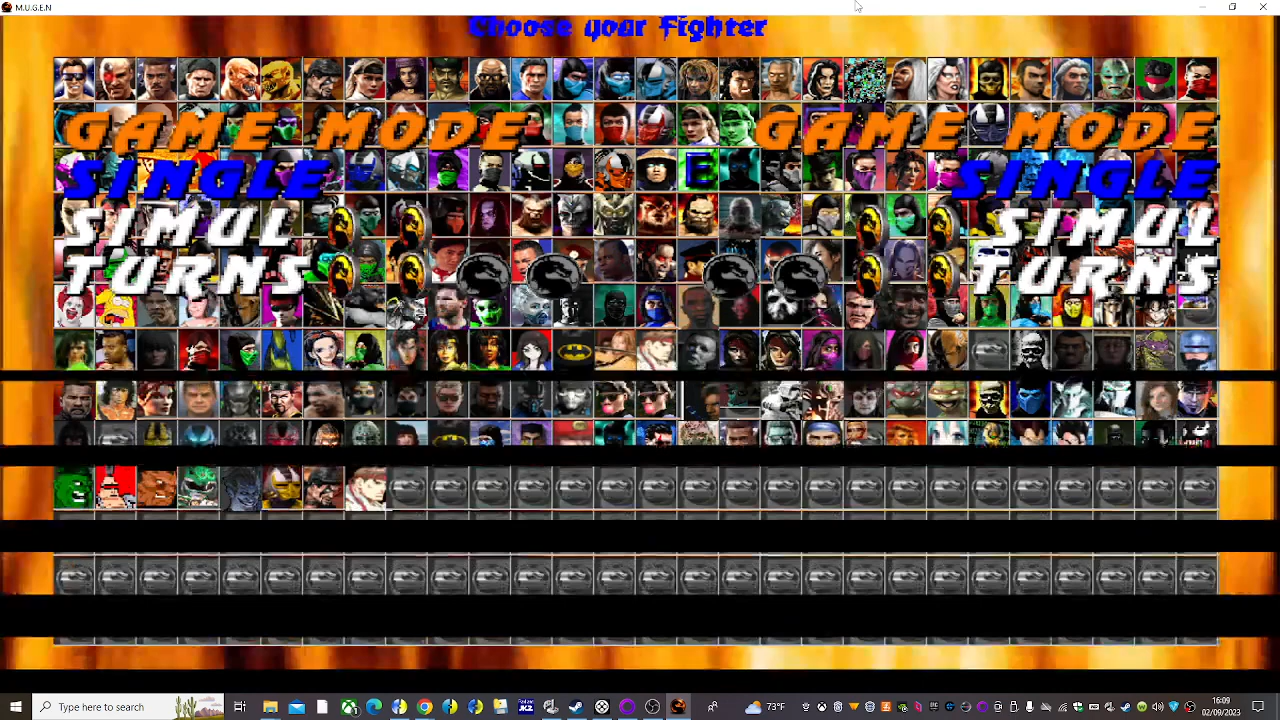 M.U.G.E.N
Choose your Fighter
GAME MODE GAME MODE
SINGLE SINGLE
E
SIMUL SIMUL
TURNS TURNS
Type here to search
73°F
16:09
02/09/2023